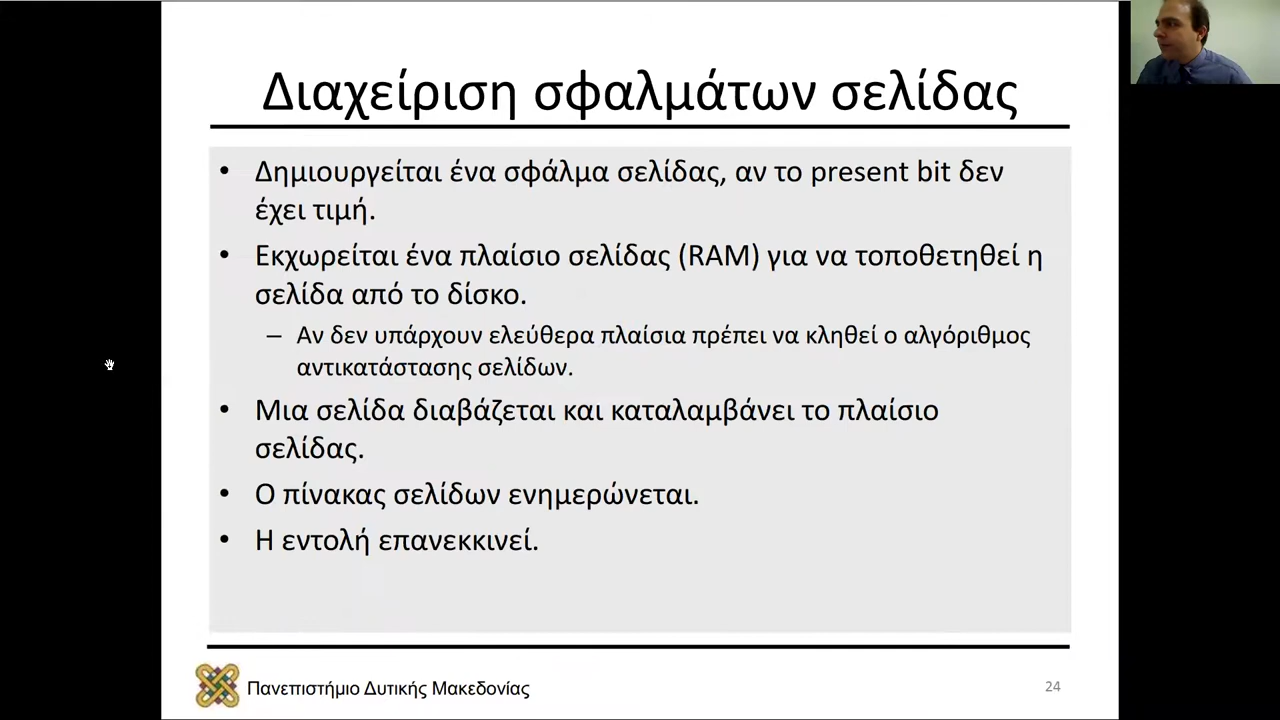 Διαχείριση σφαλμάτων σελίδας
• Δημιουργείται ένα σφάλμα σελίδας, αν το present bit δεν
έχει τιμή.
• Εκχωρείται ένα πλαίσιο σελίδας (RAM) για να τοποθετηθεί η
σελίδα από το δίσκο.
– Αν δεν υπάρχουν ελεύθερα πλαίσια πρέπει να κληθεί ο αλγόριθμος
αντικατάστασης σελίδων.
• Μια σελίδα διαβάζεται και καταλαμβάνει το πλαίσιο
σελίδας.
• Ο πίνακας σελίδων ενημερώνεται.
• Η εντολή επανεκκινεί.
Πανεπιστήμιο Δυτικής Μακεδονίας
24